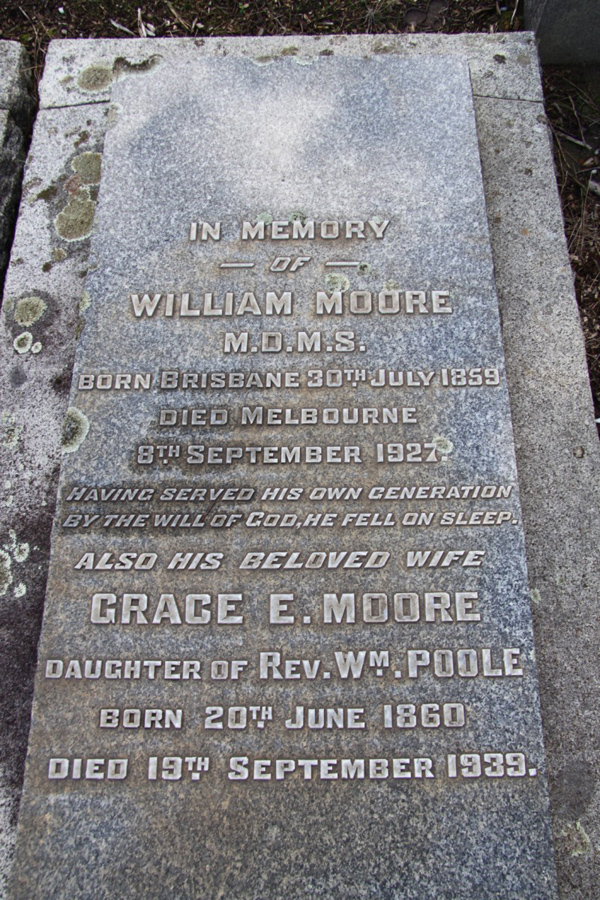 IN MEMORY
— OF —
WILLIAM MOORE
M.D.M.S.
BORN BRISBANE 30TH JULY 1859
DIED MELBOURNE
8TH SEPTEMBER 1927.
HAVING SERVED HIS OWN GENERATION
BY THE WILL OF GOD, HE FELL ON SLEEP.
ALSO HIS BELOVED WIFE
GRACE E. MOORE
DAUGHTER OF REV. WM. POOLE
BORN 20TH JUNE 1860
DIED 19TH SEPTEMBER 1939.